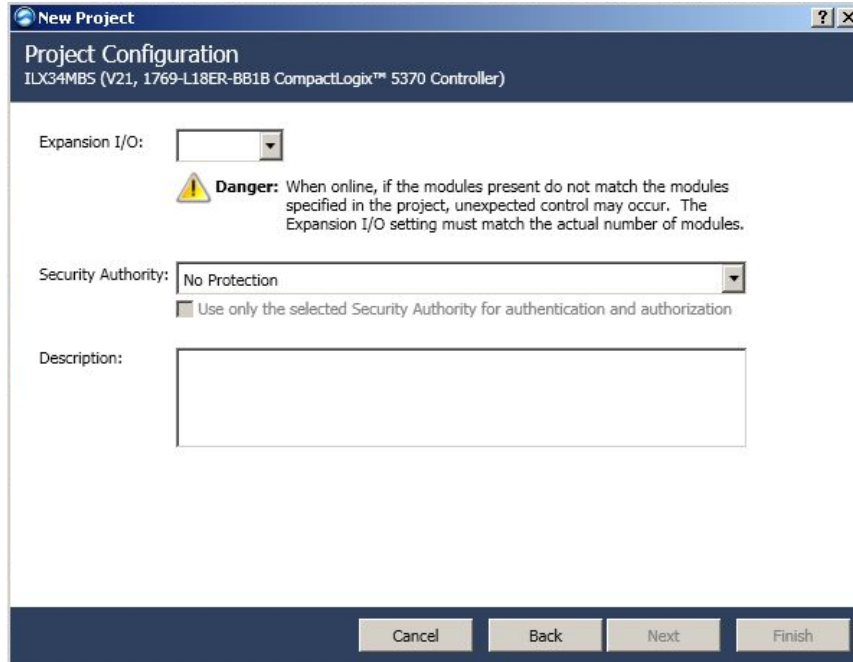 New Project
Project Configuration
ILX34MBS (V21, 1769-L18ER-BB1B CompactLogix™ 5370 Controller)
Expansion I/O:
Danger: When online, if the modules present do not match the modules
specified in the project, unexpected control may occur. The
Expansion I/O setting must match the actual number of modules.
Security Authority: No Protection
Use only the selected Security Authority for authentication and authorization
Description:
Cancel Back Next Finish